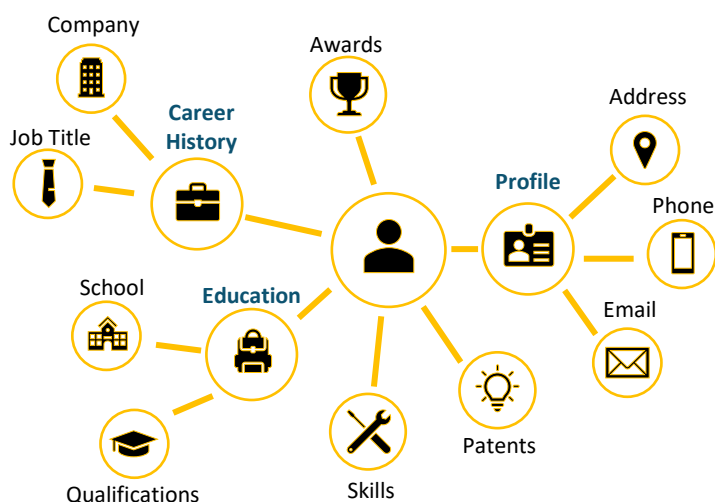 Company
Awards
Career
History
Address
Job Title
Profile
Phone
School
Education
Email
Patents
Qualifications
Skills